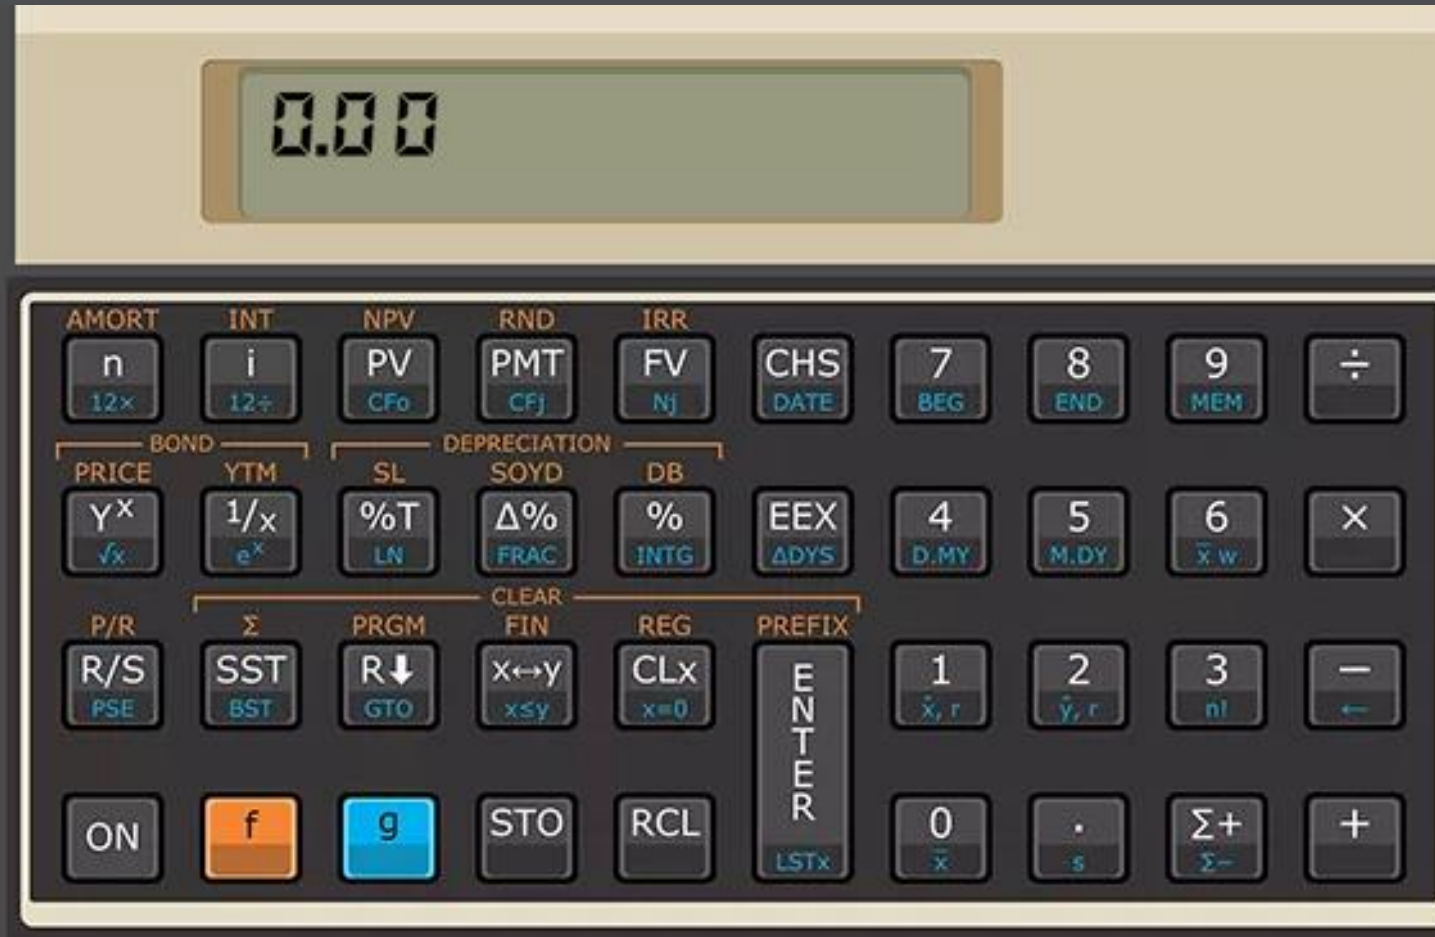 0.00
AMORT INT NPV RND IRR
n i PV PMT FV CHS 7 8 9 ÷
12× 12÷ CFo CFj Nj DATE BEG END MEM
BOND DEPRECIATION
PRICE YTM SL SOYD DB
Yˣ 1/x %T Δ% % EEX 4 5 6 ×
√x eˣ LN FRAC INTG ΔDYS D.MY M.DY x̄ w
CLEAR
P/R Σ PRGM FIN REG PREFIX
R/S SST R⬇ x↔y CLx ENTER 1 2 3 −
PSE BST GTO x≤y x=0 x̂, r ŷ, r n! ←
ON f g STO RCL 0 . Σ+ +
LSTx x̄ s Σ−